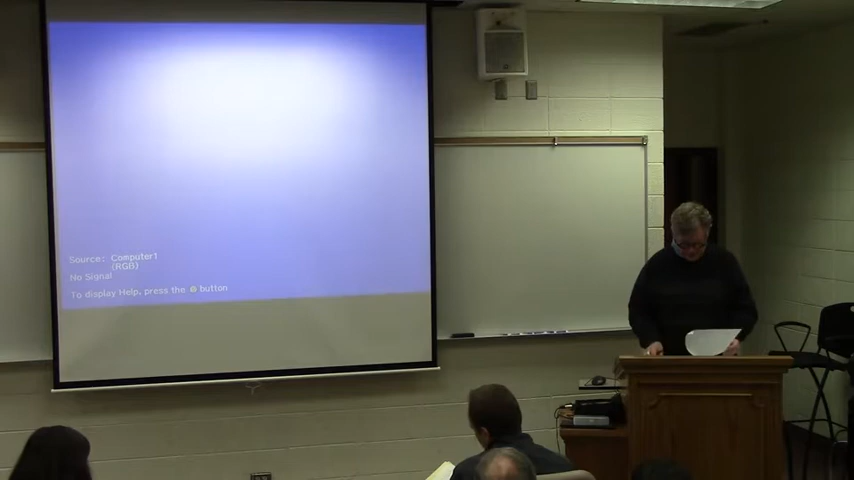 Source: Computer1
(RGB)
No Signal
To display Help, press the button